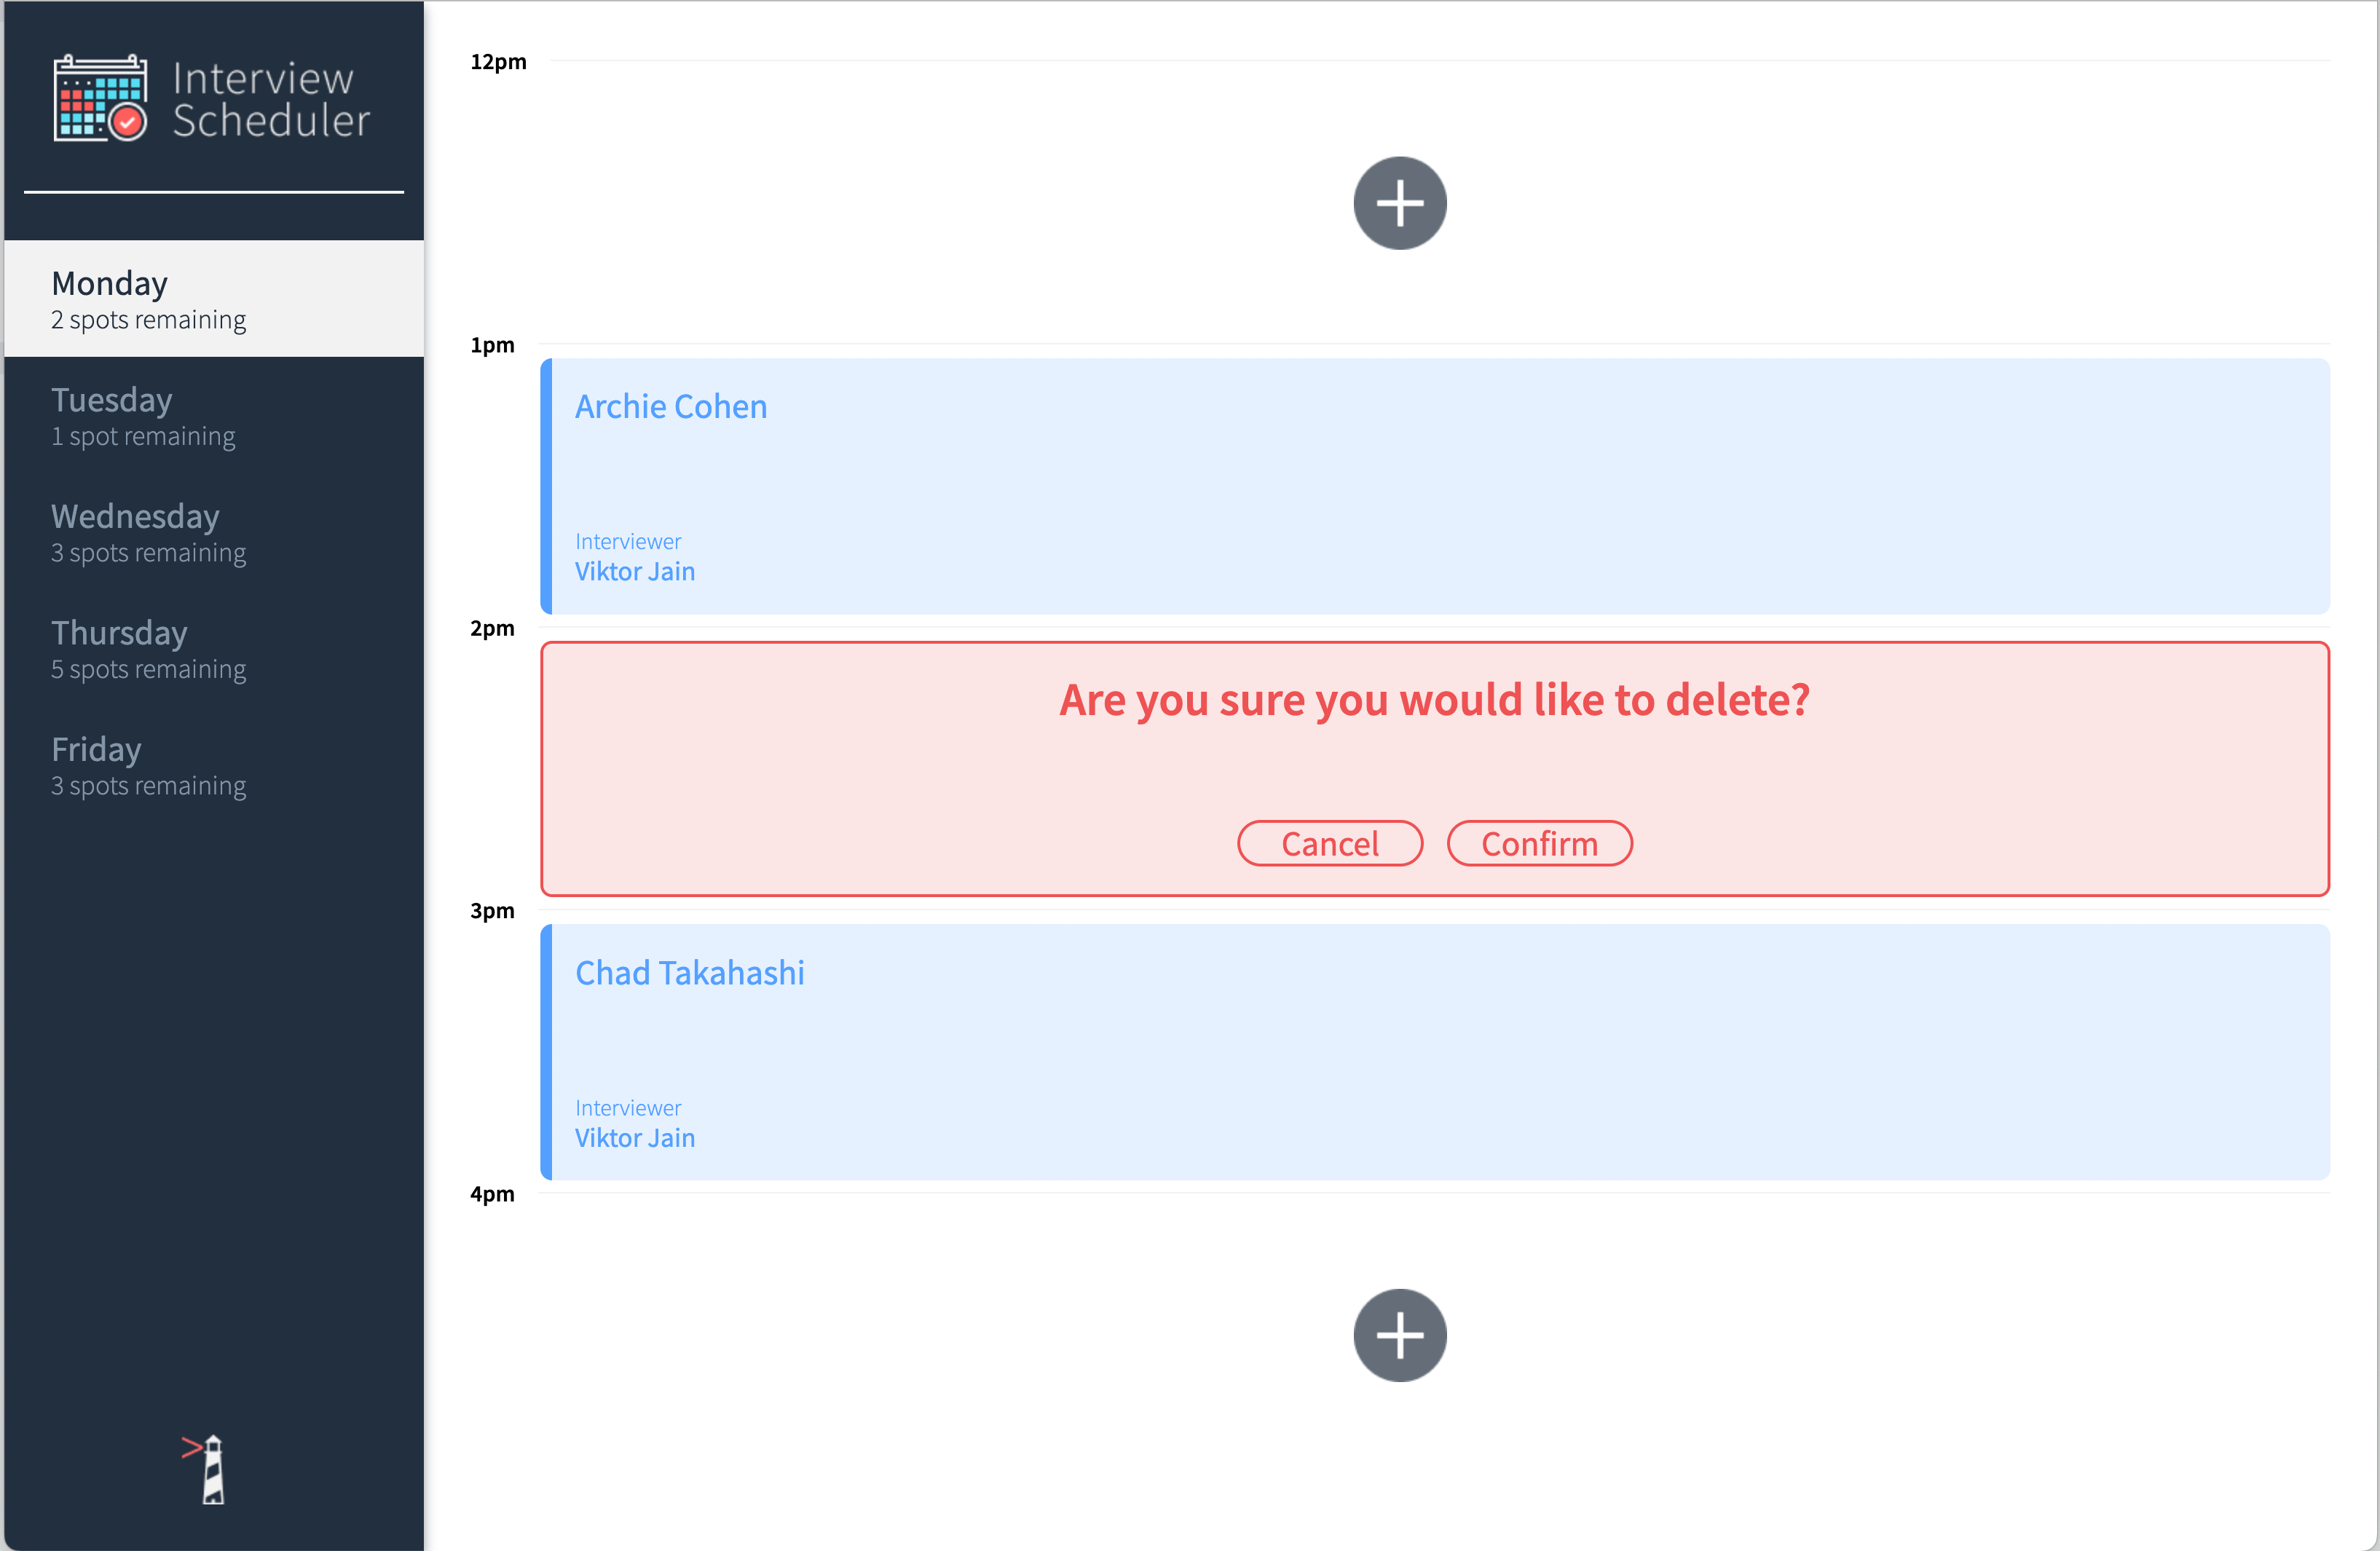 Interview
Scheduler
Monday
2 spots remaining
Tuesday
1 spot remaining
Wednesday
3 spots remaining
Thursday
5 spots remaining
Friday
3 spots remaining
12pm
1pm
Archie Cohen
Interviewer
Viktor Jain
2pm
Are you sure you would like to delete?
Cancel Confirm
3pm
Chad Takahashi
Interviewer
Viktor Jain
4pm